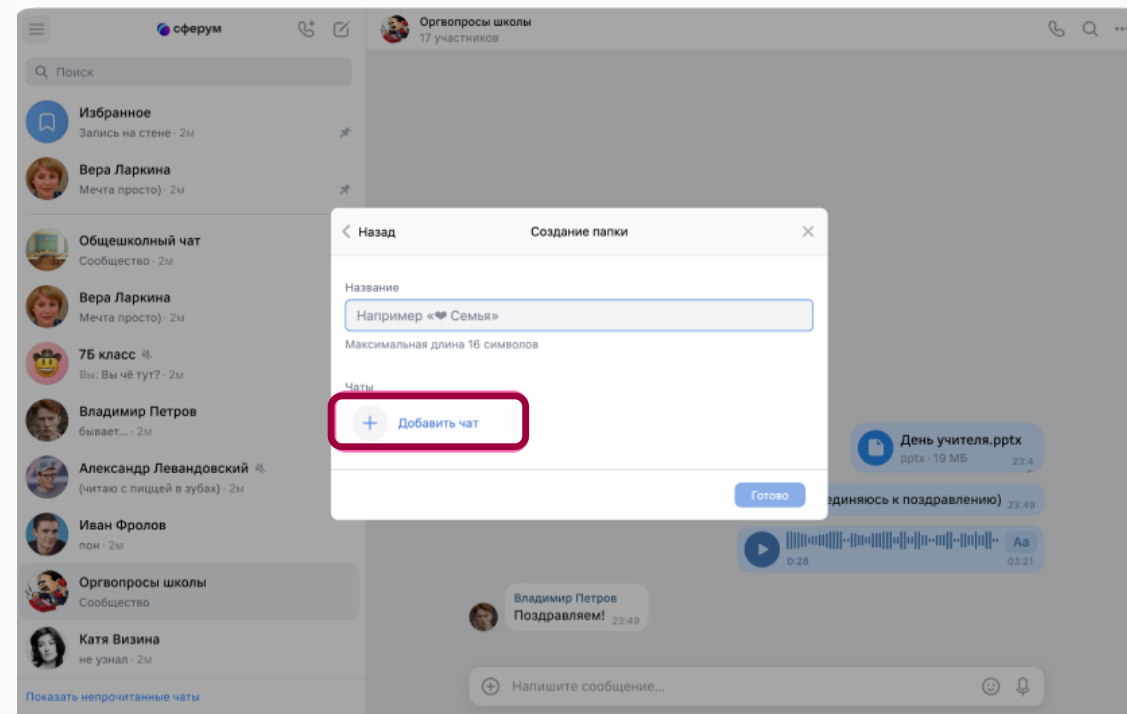 сферум
Поиск
Избранное
Запись на стене · 2м
Вера Ларкина
Мечта просто) · 2м
Общешкольный чат
Сообщество · 2м
Вера Ларкина
Мечта просто) · 2м
7Б класс
Вы: Вы чё тут? · 2м
Владимир Петров
бывает... · 2м
Александр Левандовский
(читаю с пиццей в зубах) · 2м
Иван Фролов
пон · 2м
Оргвопросы школы
Сообщество
Катя Визина
не узнал · 2м
Показать непрочитанные чаты
Оргвопросы школы
17 участников
Назад
Создание папки
Название
Например «❤ Семья»
Максимальная длина 16 символов
Чаты
Добавить чат
Готово
День учителя.pptx
pptx · 19 МБ 23:4
к поздравлению) 23:49
Аа
0:28 03:21
Владимир Петров
Поздравляем! 23:49
Напишите сообщение...